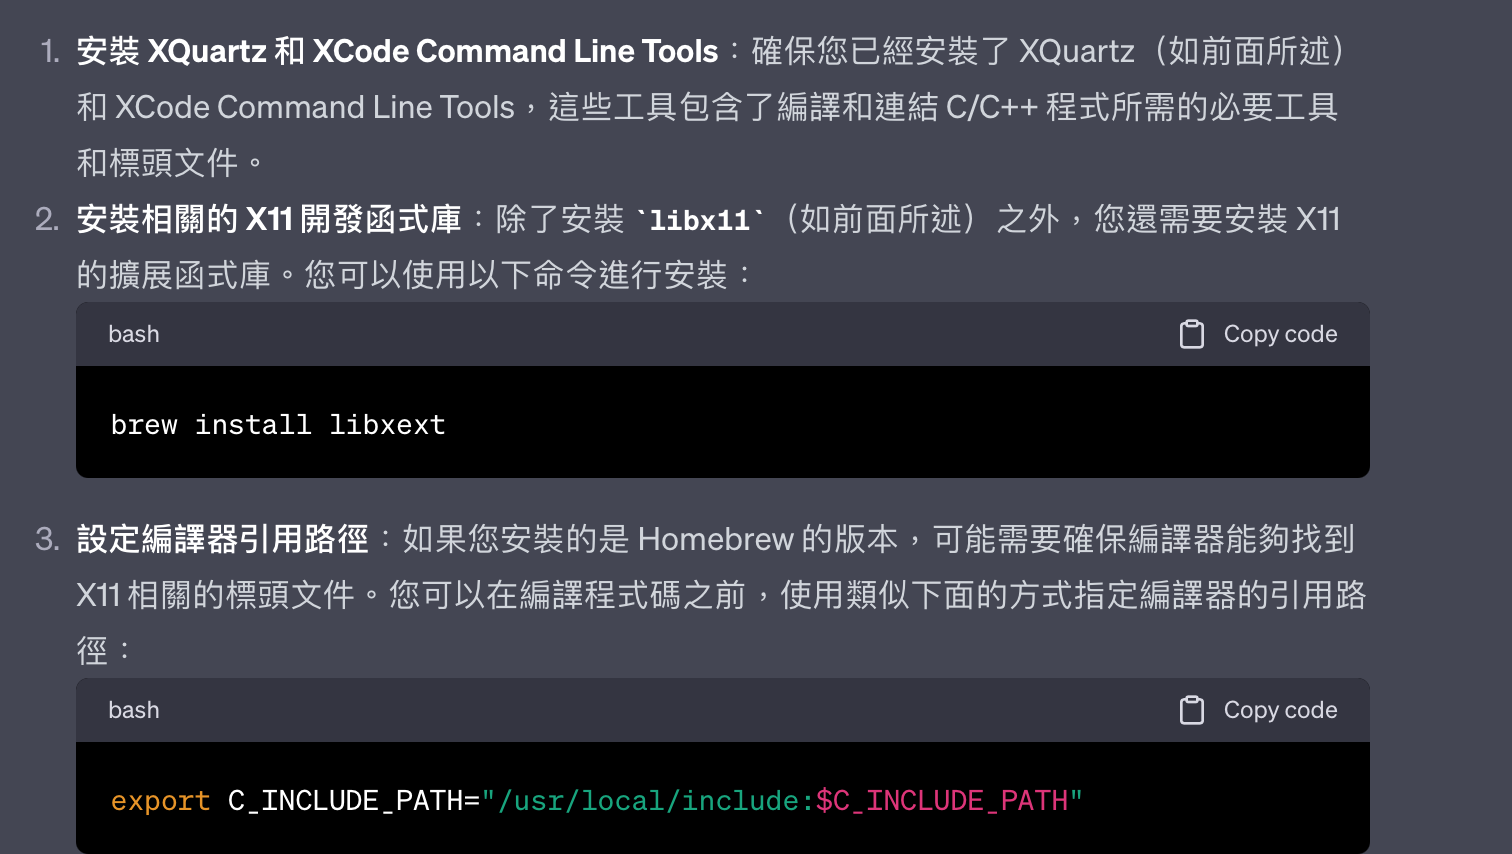 1. 安裝 XQuartz 和 XCode Command Line Tools：確保您已經安裝了 XQuartz（如前面所述）
和 XCode Command Line Tools，這些工具包含了編譯和連結 C/C++ 程式所需的必要工具
和標頭文件。
2. 安裝相關的 X11 開發函式庫：除了安裝 `libx11`（如前面所述）之外，您還需要安裝 X11
的擴展函式庫。您可以使用以下命令進行安裝：
bash Copy code
brew install libxext
3. 設定編譯器引用路徑：如果您安裝的是 Homebrew 的版本，可能需要確保編譯器能夠找到
X11 相關的標頭文件。您可以在編譯程式碼之前，使用類似下面的方式指定編譯器的引用路
徑：
bash Copy code
export C_INCLUDE_PATH="/usr/local/include:$C_INCLUDE_PATH"